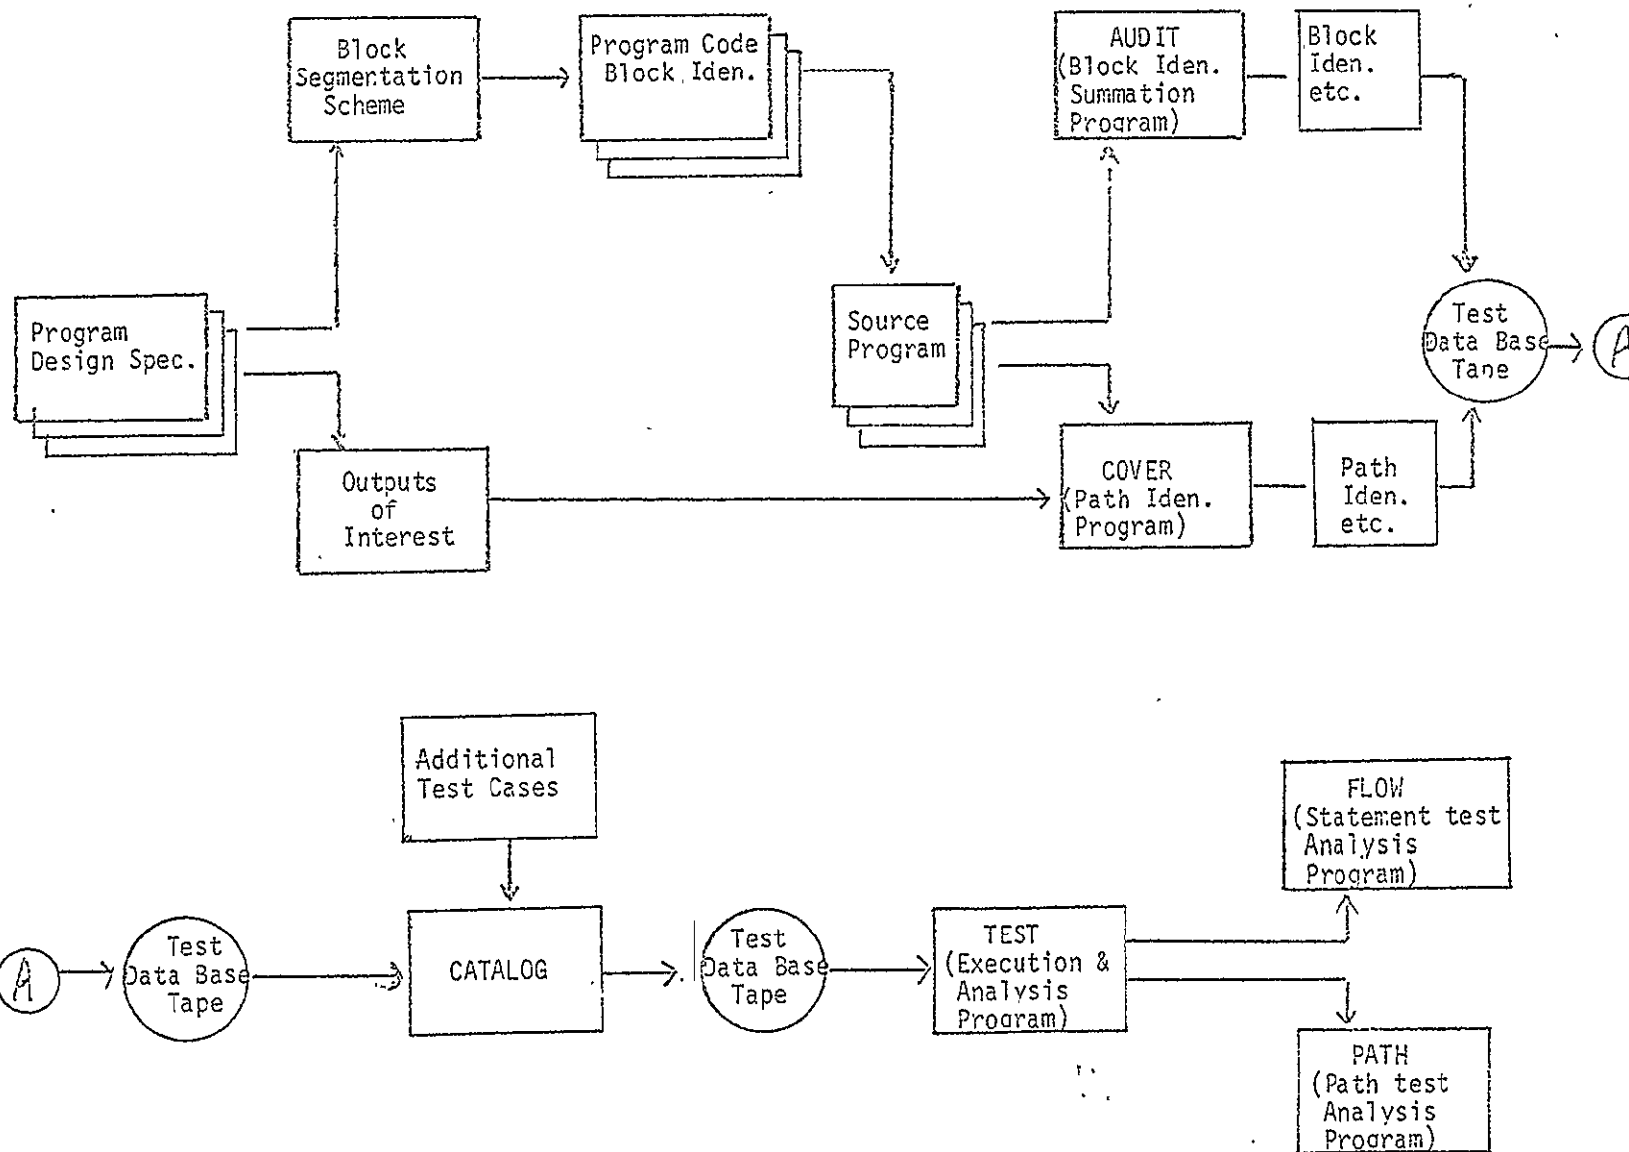 Block
Segmentation
Scheme
Program Code
Block Iden.
AUDIT
(Block Iden.
Summation
Program)
Block
Iden.
etc.
Program
Design Spec.
Source
Program
Test
Data Base
Tape
A
Outputs
of
Interest
COVER
(Path Iden.
Program)
Path
Iden.
etc.
Additional
Test Cases
FLOW
(Statement test
Analysis
Program)
A
Test
Data Base
Tape
CATALOG
Test
Data Base
Tape
TEST
(Execution &
Analysis
Program)
PATH
(Path test
Analysis
Program)